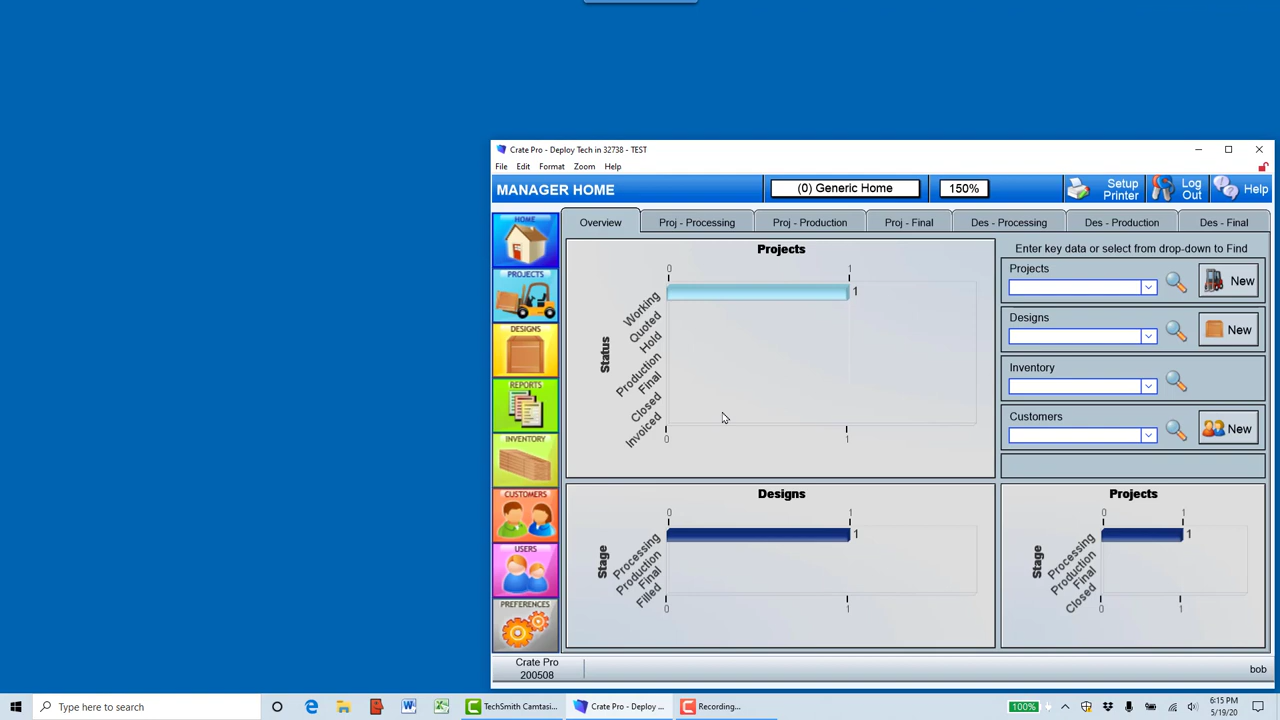 Crate Pro - Deploy Tech in 32738 - TEST
File Edit Format Zoom Help
MANAGER HOME
(0) Generic Home
150%
Setup Printer
Log Out
Help
HOME
PROJECTS
DESIGNS
REPORTS
INVENTORY
CUSTOMERS
USERS
PREFERENCES
Overview
Proj - Processing
Proj - Production
Proj - Final
Des - Processing
Des - Production
Des - Final
Projects
0 1
Status
Working 1
Quoted
Hold
Production
Final
Closed
Invoiced
0 1
Enter key data or select from drop-down to Find
Projects
New
Designs
New
Inventory
Customers
New
Designs
0 1
Stage
Processing 1
Production
Final
Filled
0 1
Projects
0 1
Stage
Processing 1
Production
Final
Closed
0 1
Crate Pro
200508
bob
Type here to search
TechSmith Camtasi...
Crate Pro - Deploy ...
Recording...
100%
6:15 PM
5/19/20